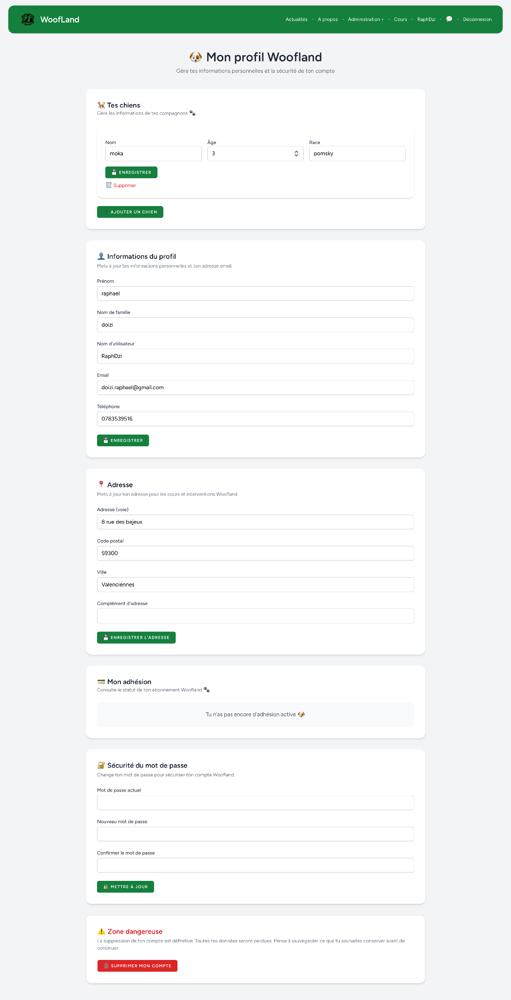 WoofLand
Actualités - A propos - Administration ▾ - Cours - RaphDzi - 💬 - Déconnexion
🐶 Mon profil Woofland
Gère tes informations personnelles et la sécurité de ton compte
🐕 Tes chiens
Gère les informations de tes compagnons 🐾
Nom Âge Race
moka 3 pomsky
💾 ENREGISTRER
🗑️ Supprimer
➕ AJOUTER UN CHIEN
👤 Informations du profil
Mets à jour tes informations personnelles et ton adresse email.
Prénom
raphael
Nom de famille
doizi
Nom d'utilisateur
RaphDzi
Email
doizi.raphael@gmail.com
Téléphone
0783539516
💾 ENREGISTRER
📍 Adresse
Mets à jour ton adresse pour les cours et interventions Woofland.
Adresse (voie)
8 rue des bajeux
Code postal
59300
Ville
Valenciennes
Complément d'adresse
💾 ENREGISTRER L'ADRESSE
💳 Mon adhésion
Consulte le statut de ton abonnement Woofland 🐾
Tu n'as pas encore d'adhésion active 🐶
🔐 Sécurité du mot de passe
Change ton mot de passe pour sécuriser ton compte Woofland.
Mot de passe actuel
Nouveau mot de passe
Confirmer le mot de passe
🔒 METTRE À JOUR
⚠️ Zone dangereuse
La suppression de ton compte est définitive. Toutes tes données seront perdues. Pense à sauvegarder ce que tu souhaites conserver avant de
continuer.
🗑️ SUPPRIMER MON COMPTE